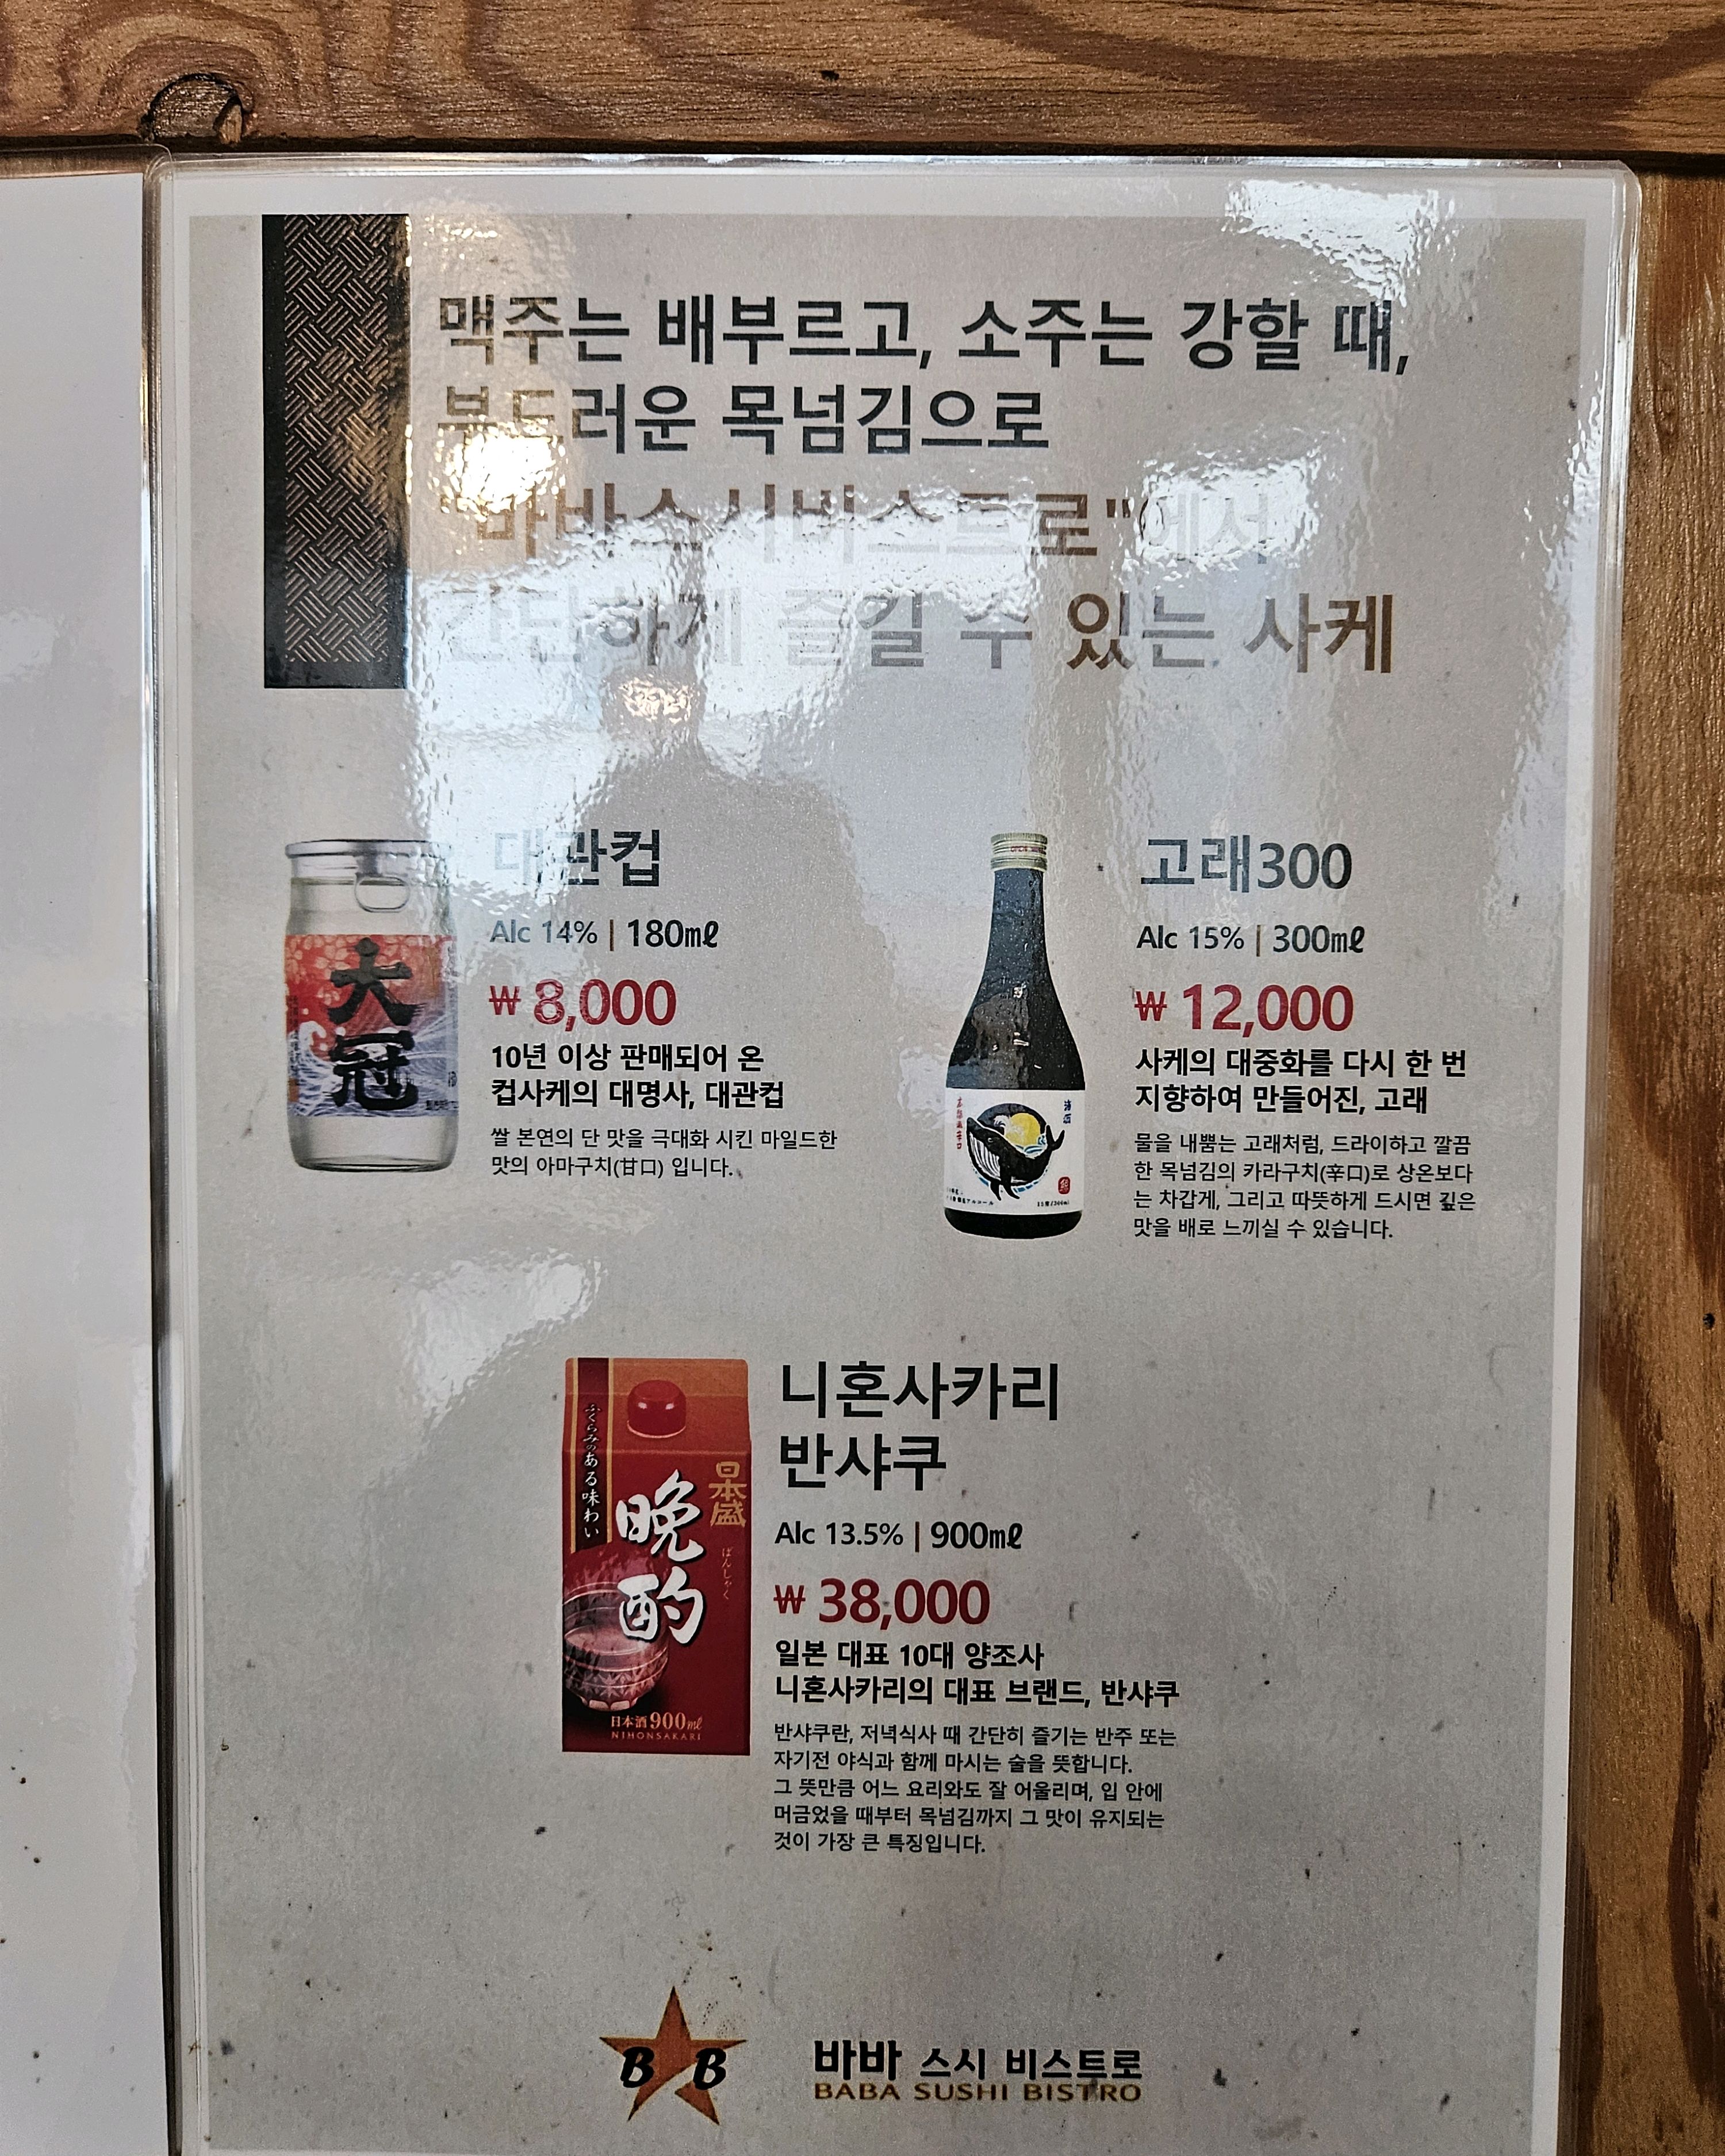 맥주는 배부르고, 소주는 강할 때,
부드러운 목넘김으로
"바바스시비스트로"에서
간단하게 즐길 수 있는 사케
대관컵
Alc 14% | 180㎖
₩ 8,000
10년 이상 판매되어 온
컵사케의 대명사, 대관컵
쌀 본연의 단 맛을 극대화 시킨 마일드한
맛의 아마구치(甘口) 입니다.
大
冠
고래300
Alc 15% | 300㎖
₩ 12,000
사케의 대중화를 다시 한 번
지향하여 만들어진, 고래
물을 내뿜는 고래처럼, 드라이하고 깔끔
한 목넘김의 카라구치(辛口)로 상온보다
는 차갑게, 그리고 따뜻하게 드시면 깊은
맛을 배로 느끼실 수 있습니다.
니혼사카리
반샤쿠
Alc 13.5% | 900㎖
₩ 38,000
일본 대표 10대 양조사
니혼사카리의 대표 브랜드, 반샤쿠
반샤쿠란, 저녁식사 때 간단히 즐기는 반주 또는
자기전 야식과 함께 마시는 술을 뜻합니다.
그 뜻만큼 어느 요리와도 잘 어울리며, 입 안에
머금었을 때부터 목넘김까지 그 맛이 유지되는
것이 가장 큰 특징입니다.
日本盛
晩酌
ばんしゃく
ふくらみのある味わい
日本酒900㎖
NIHONSAKARI
B B
바바 스시 비스트로
BABA SUSHI BISTRO